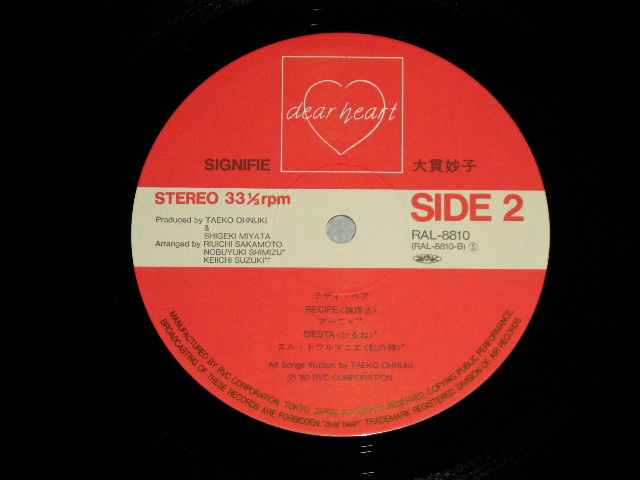 dear heart
SIGNIFIE 大貫妙子
STEREO 33⅓rpm SIDE 2
Produced by TAEKO OHNUKI
&
SHIGEKI MIYATA
Arranged by RIUICHI SAKAMOTO
NOBUYUKI SHIMIZU*
KEIICHI SUZUKI**
RAL-8810
(RAL-8810-B) Ⓢ
テディ・ベア
RECIPE〈調理法〉
アーニャ**
SIESTA〈ひるね〉*
エル・トゥルマニエ〈虹の神〉*
All Songs Written by TAEKO OHNUKI
Ⓟ '83 RVC CORPORATION
MANUFACTURED BY RVC CORPORATION, TOKYO, JAPAN. ALL RIGHTS RESERVED. COPYING PUBLIC PERFORMANCE,
BROADCASTING OF THESE RECORDS ARE FORBIDDEN. "dear heart" TRADEMARK REGISTERED. DIVISION OF AIR RECORDS.